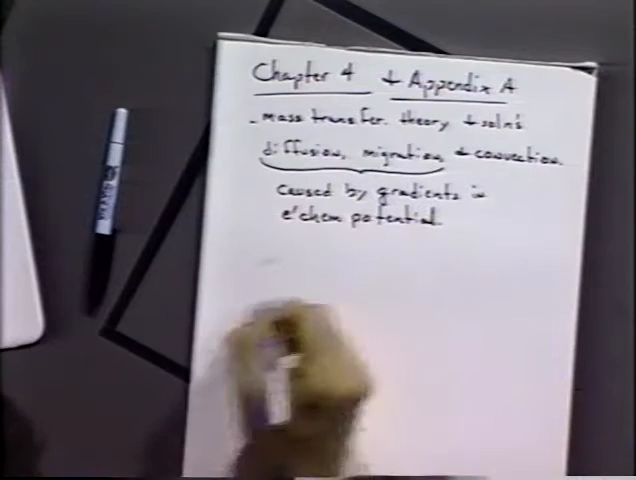 Chapter 4 + Appendix A
- mass transfer. theory + soln's
diffusion, migration, + convection.
caused by gradients in
e'chem potential.